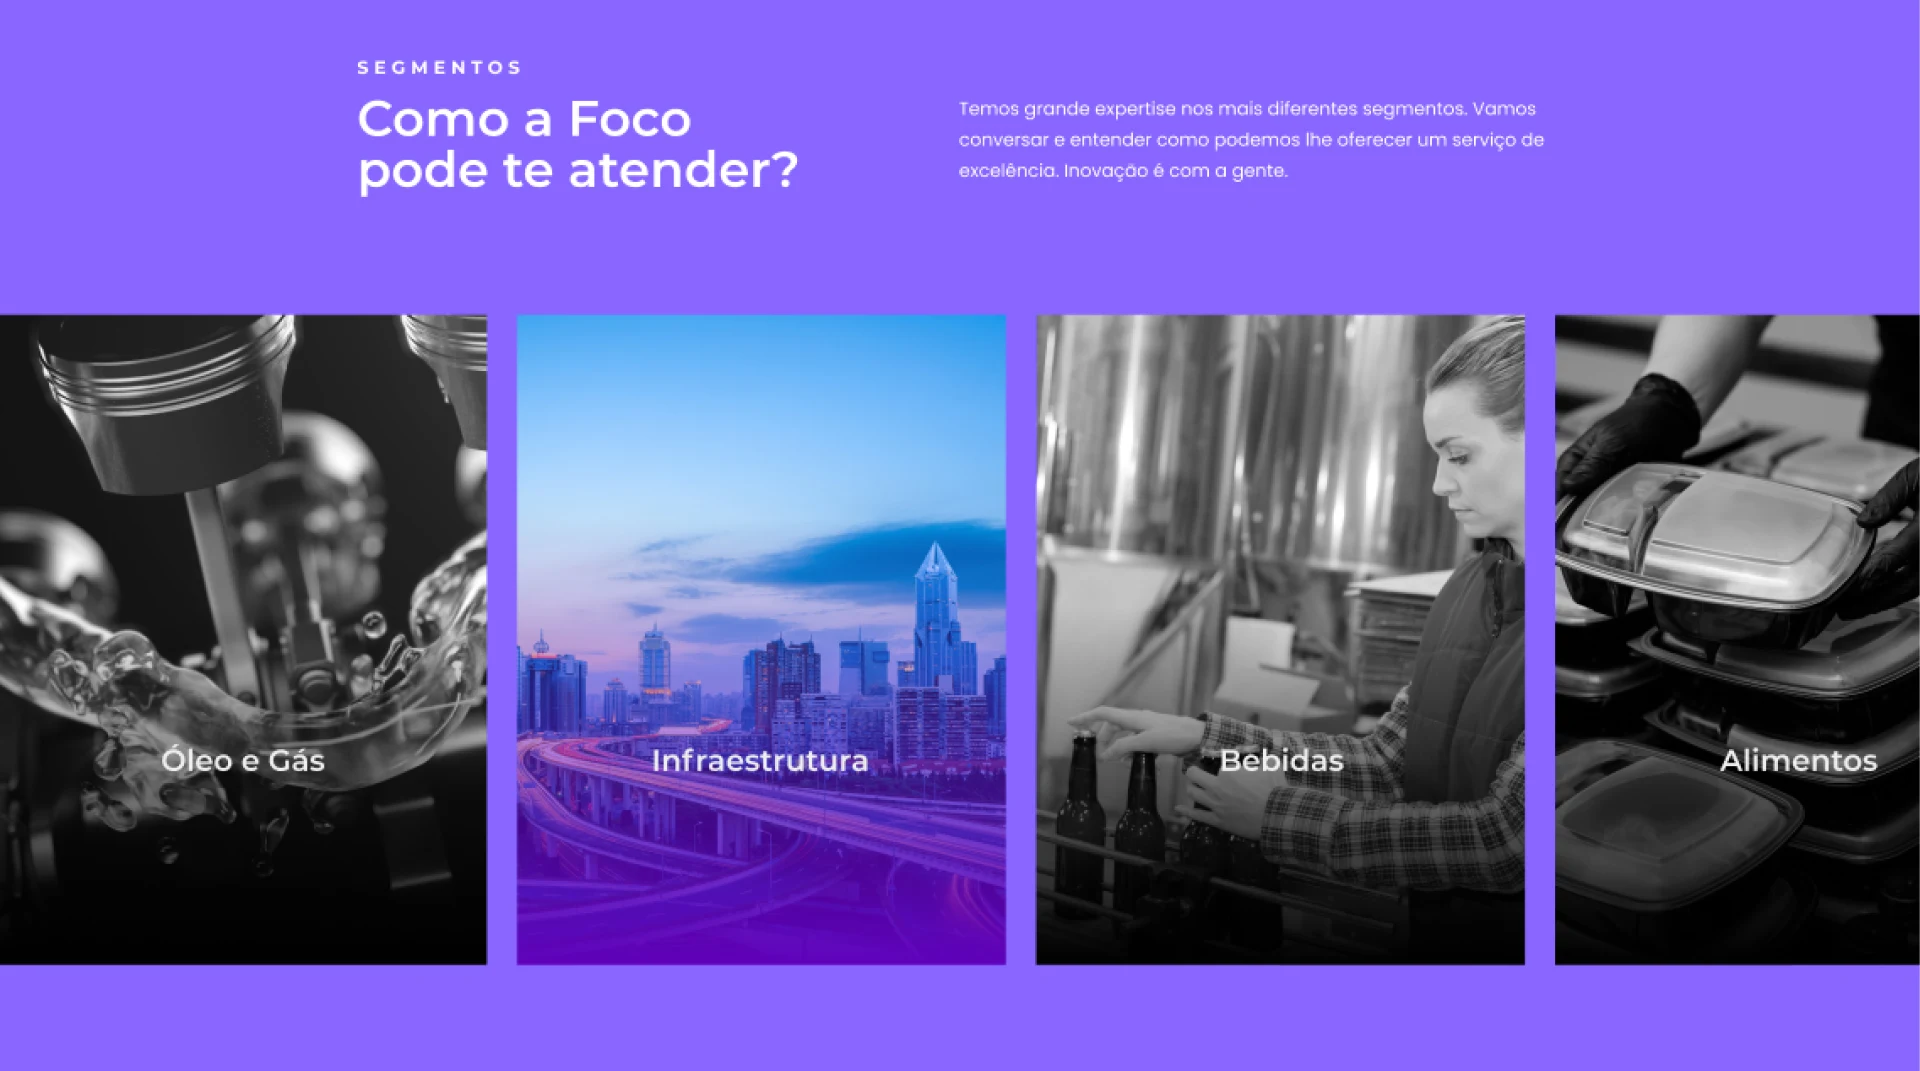 SEGMENTOS
Como a Foco
pode te atender?
Temos grande expertise nos mais diferentes segmentos. Vamos
conversar e entender como podemos lhe oferecer um serviço de
excelência. Inovação é com a gente.
Óleo e Gás
Infraestrutura
Bebidas
Alimentos